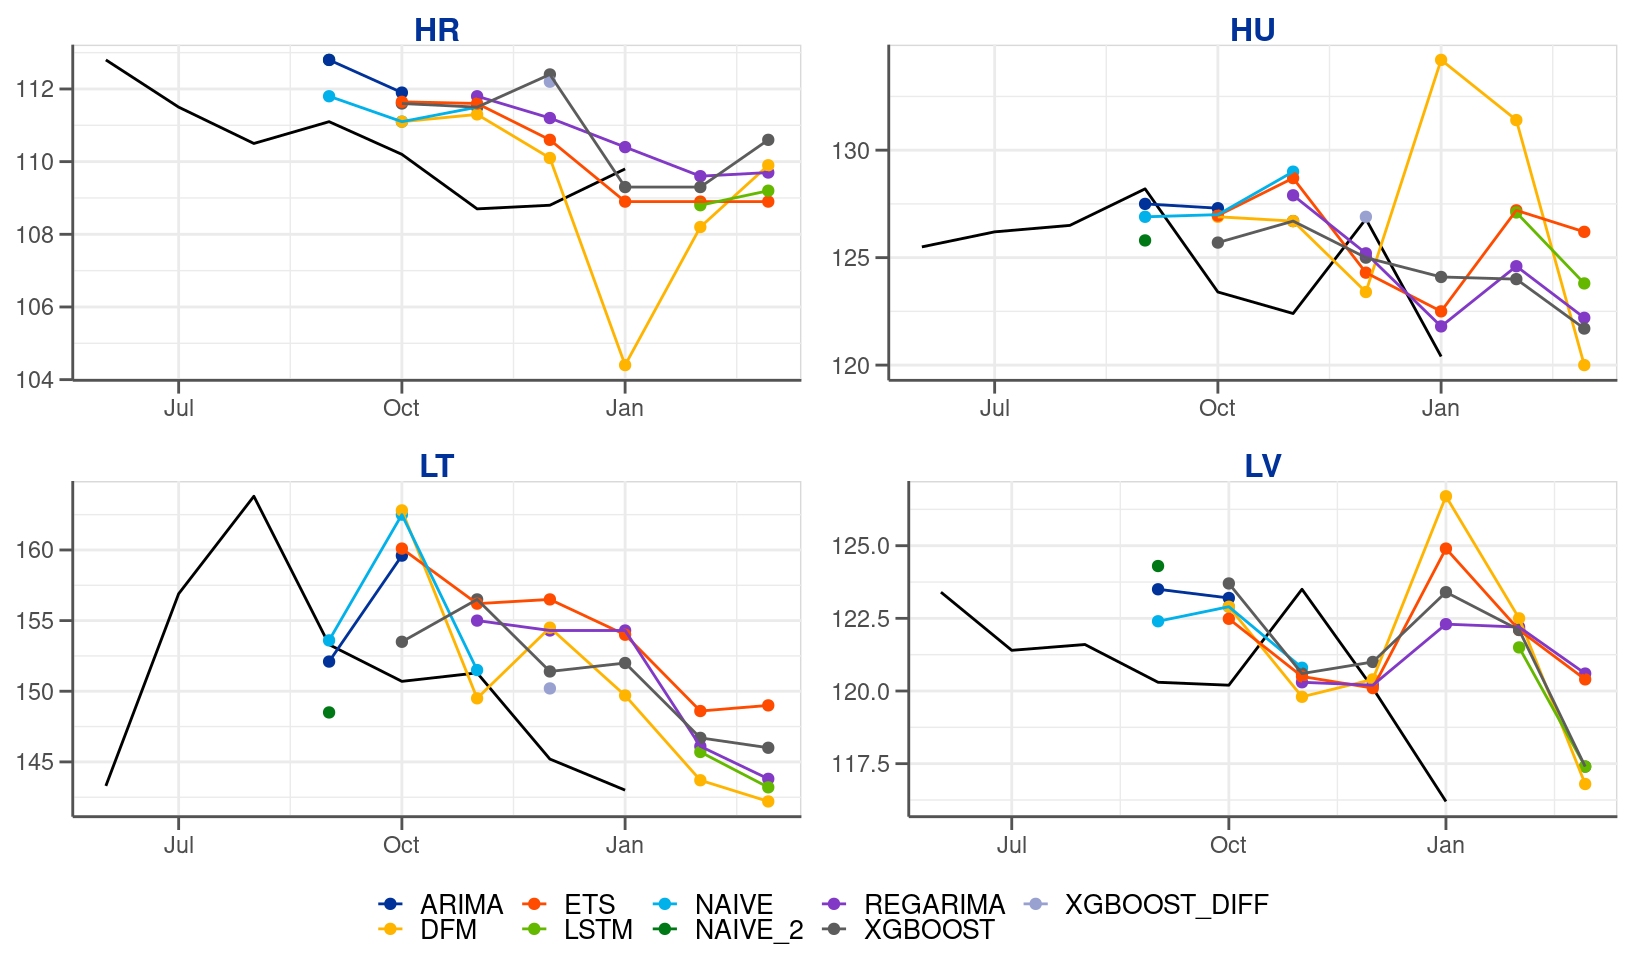 HR
HU
112
110
108
106
104
Jul
Oct
Jan
130
125
120
Jul
Oct
Jan
LT
LV
160
155
150
145
Jul
Oct
Jan
125.0
122.5
120.0
117.5
Jul
Oct
Jan
ARIMA ETS NAIVE REGARIMA XGBOOST_DIFF
DFM LSTM NAIVE_2 XGBOOST